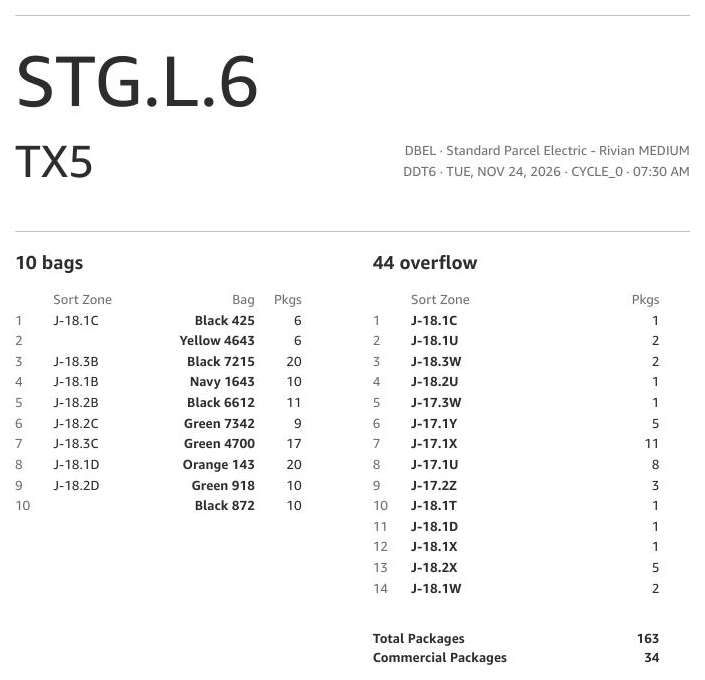 STG.L.6
TX5
DBEL · Standard Parcel Electric - Rivian MEDIUM
DDT6 · TUE, NOV 24, 2026 · CYCLE_0 · 07:30 AM
10 bags
Sort Zone Bag Pkgs
1 J-18.1C Black 425 6
2 Yellow 4643 6
3 J-18.3B Black 7215 20
4 J-18.1B Navy 1643 10
5 J-18.2B Black 6612 11
6 J-18.2C Green 7342 9
7 J-18.3C Green 4700 17
8 J-18.1D Orange 143 20
9 J-18.2D Green 918 10
10 Black 872 10
44 overflow
Sort Zone Pkgs
1 J-18.1C 1
2 J-18.1U 2
3 J-18.3W 2
4 J-18.2U 1
5 J-17.3W 1
6 J-17.1Y 5
7 J-17.1X 11
8 J-17.1U 8
9 J-17.2Z 3
10 J-18.1T 1
11 J-18.1D 1
12 J-18.1X 1
13 J-18.2X 5
14 J-18.1W 2
Total Packages 163
Commercial Packages 34